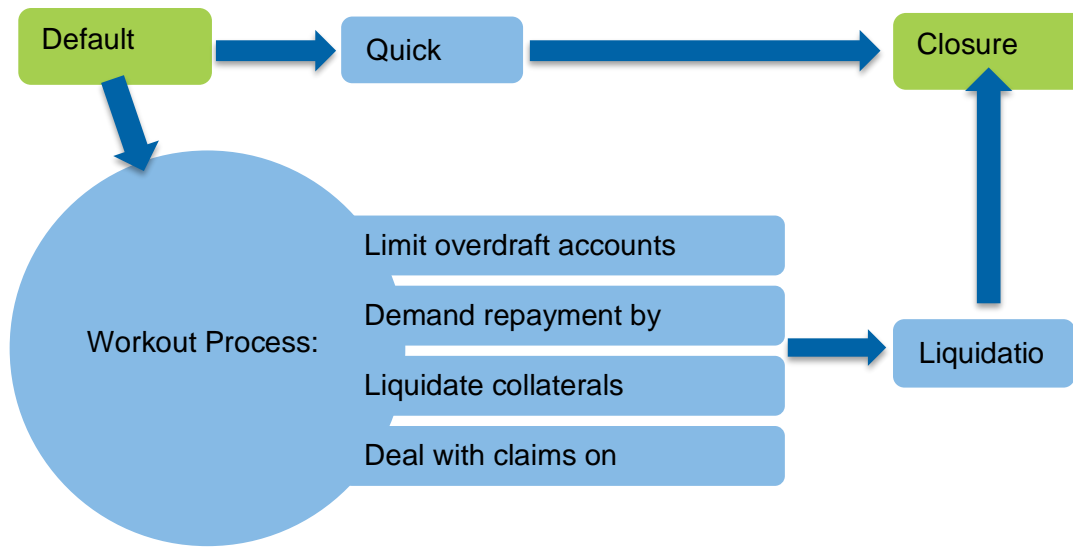 Default
Quick
Closure
Limit overdraft accounts
Demand repayment by
Workout Process:
Liquidatio
Liquidate collaterals
Deal with claims on